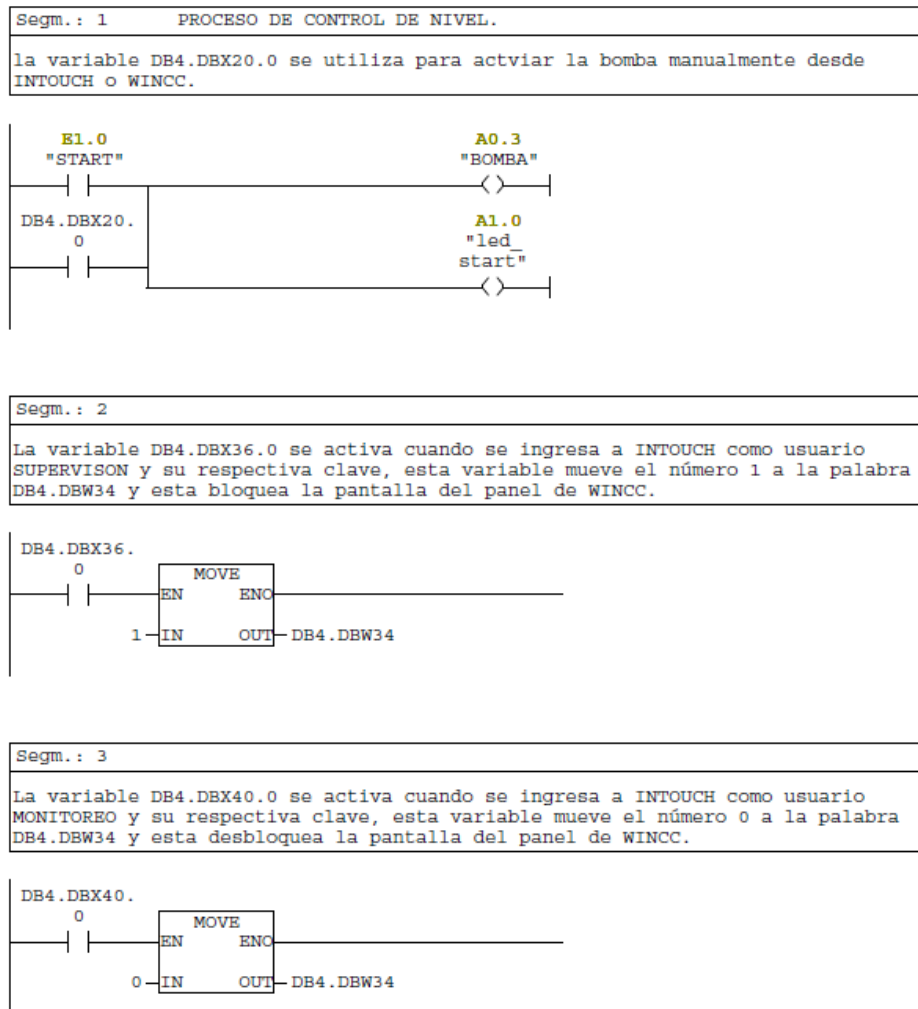 Segm.: 1 PROCESO DE CONTROL DE NIVEL.
la variable DB4.DBX20.0 se utiliza para actviar la bomba manualmente desde
INTOUCH o WINCC.
E1.0 A0.3
"START" "BOMBA"
DB4.DBX20. A1.0
0 "led_
start"
Segm.: 2
La variable DB4.DBX36.0 se activa cuando se ingresa a INTOUCH como usuario
SUPERVISON y su respectiva clave, esta variable mueve el número 1 a la palabra
DB4.DBW34 y esta bloquea la pantalla del panel de WINCC.
DB4.DBX36.
0 MOVE
EN ENO
1 IN OUT DB4.DBW34
Segm.: 3
La variable DB4.DBX40.0 se activa cuando se ingresa a INTOUCH como usuario
MONITOREO y su respectiva clave, esta variable mueve el número 0 a la palabra
DB4.DBW34 y esta desbloquea la pantalla del panel de WINCC.
DB4.DBX40.
0 MOVE
EN ENO
0 IN OUT DB4.DBW34